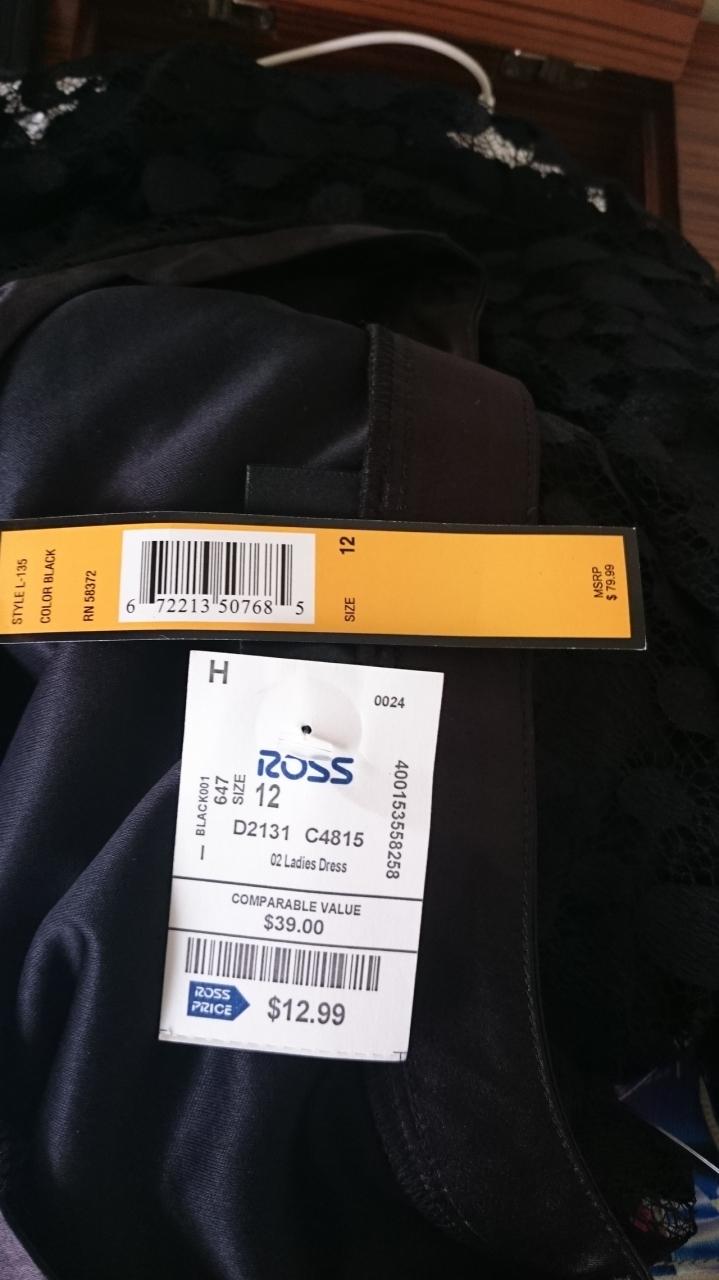 STYLE L-135
COLOR BLACK
RN 58372
6 72213 50768 5
SIZE 12
MSRP
$ 79.99
H
0024
ROSS
BLACK001
647
SIZE
12
I
D2131 C4815
400153558258
02 Ladies Dress
COMPARABLE VALUE
$39.00
ROSS
PRICE
$12.99